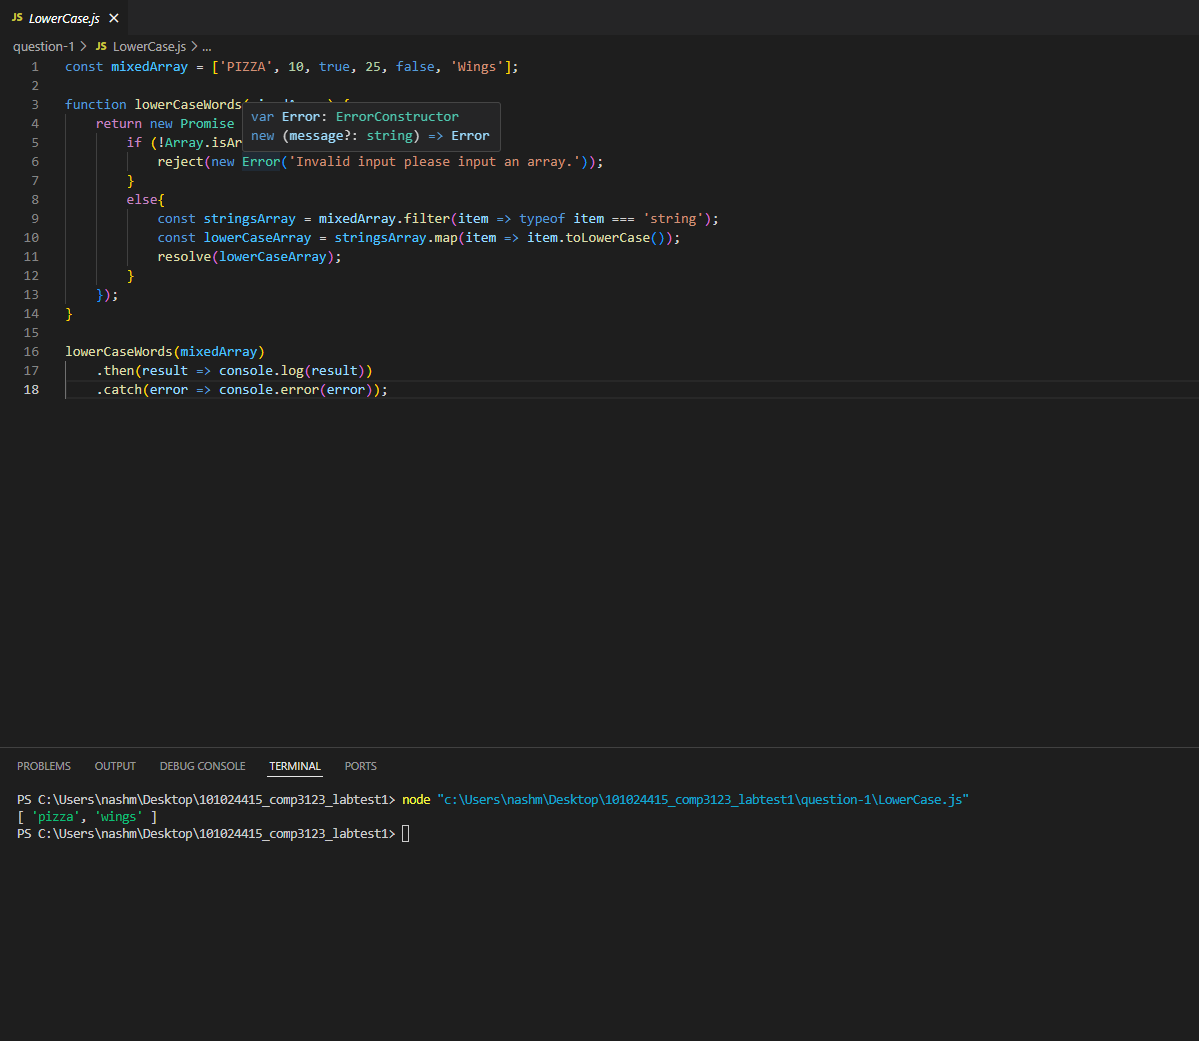 JS LowerCase.js
question-1 > JS LowerCase.js > ...
1 const mixedArray = ['PIZZA', 10, true, 25, false, 'Wings'];
2
3 function lowerCaseWords(
var Error: ErrorConstructor
4 return new Promise
new (message?: string) => Error
5 if (!Array.isAr
6 reject(new Error('Invalid input please input an array.'));
7 }
8 else{
9 const stringsArray = mixedArray.filter(item => typeof item === 'string');
10 const lowerCaseArray = stringsArray.map(item => item.toLowerCase());
11 resolve(lowerCaseArray);
12 }
13 });
14 }
15
16 lowerCaseWords(mixedArray)
17 .then(result => console.log(result))
18 .catch(error => console.error(error));
PROBLEMS OUTPUT DEBUG CONSOLE TERMINAL PORTS
PS C:\Users\nashm\Desktop\101024415_comp3123_labtest1> node "c:\Users\nashm\Desktop\101024415_comp3123_labtest1\question-1\LowerCase.js"
[ 'pizza', 'wings' ]
PS C:\Users\nashm\Desktop\101024415_comp3123_labtest1>